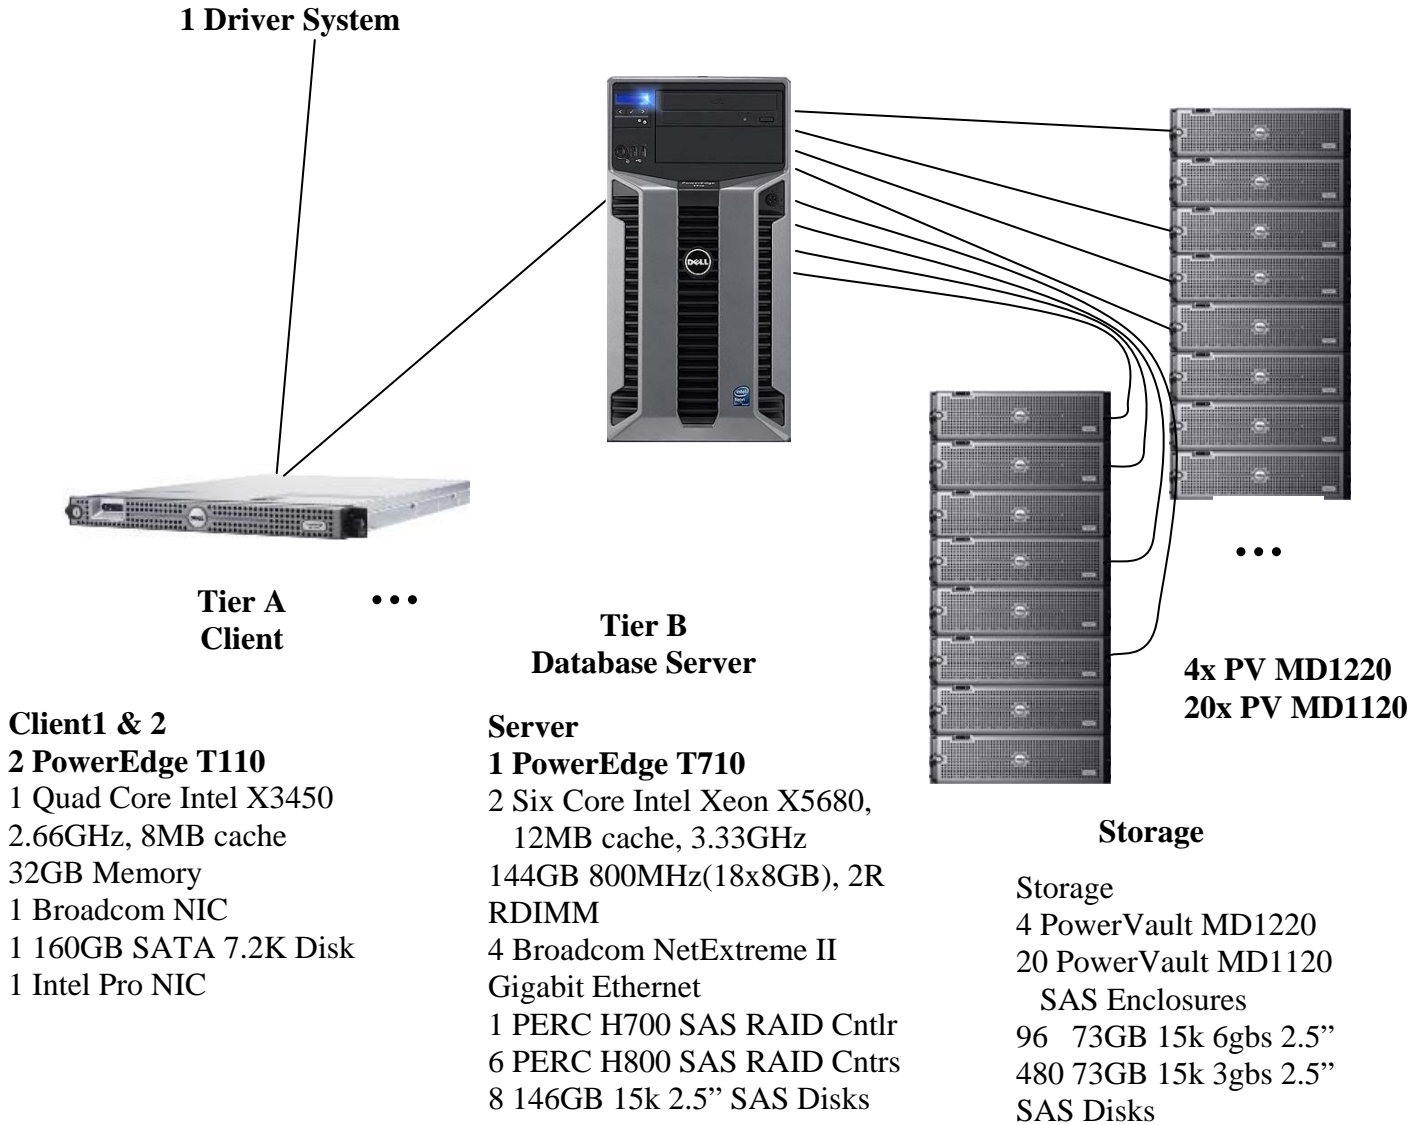 1 Driver System
DELL
Tier A
Client
•••
Tier B
Database Server
•••
4x PV MD1220
20x PV MD1120
Client1 & 2
2 PowerEdge T110
1 Quad Core Intel X3450
2.66GHz, 8MB cache
32GB Memory
1 Broadcom NIC
1 160GB SATA 7.2K Disk
1 Intel Pro NIC
Server
1 PowerEdge T710
2 Six Core Intel Xeon X5680,
12MB cache, 3.33GHz
144GB 800MHz(18x8GB), 2R
RDIMM
4 Broadcom NetExtreme II
Gigabit Ethernet
1 PERC H700 SAS RAID Cntlr
6 PERC H800 SAS RAID Cntrs
8 146GB 15k 2.5” SAS Disks
Storage
Storage
4 PowerVault MD1220
20 PowerVault MD1120
SAS Enclosures
96 73GB 15k 6gbs 2.5”
480 73GB 15k 3gbs 2.5”
SAS Disks